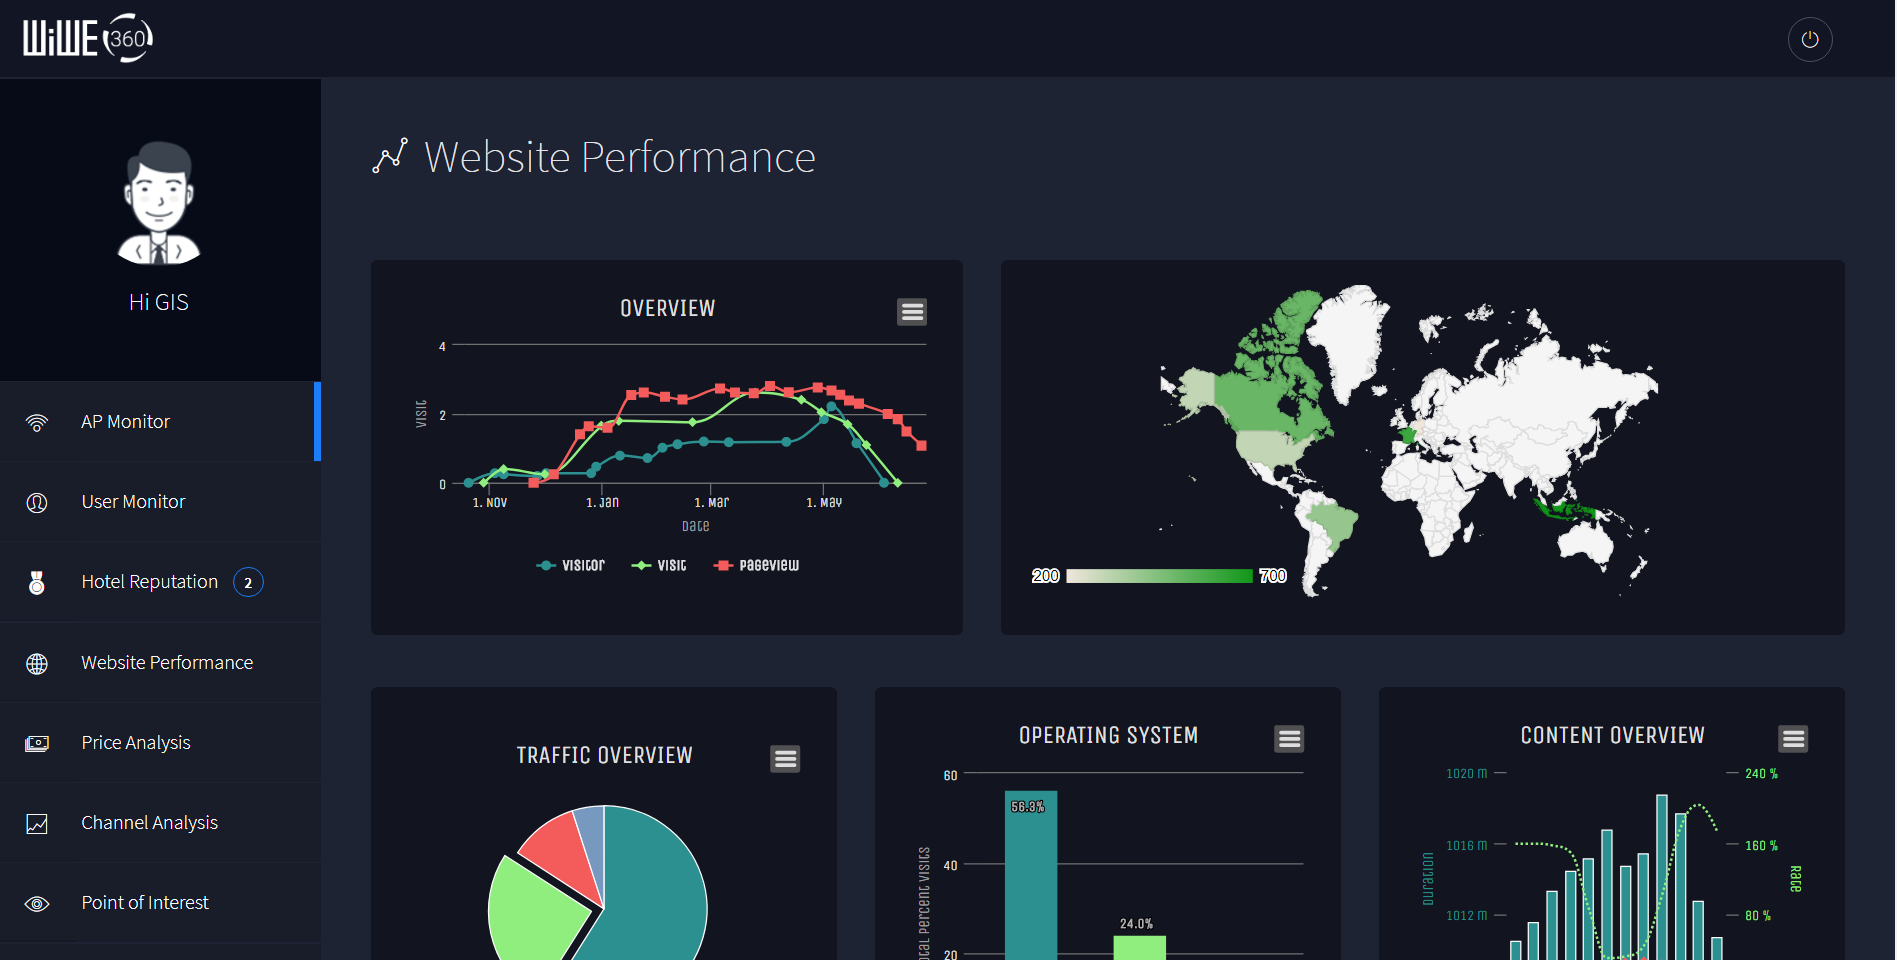 WiWE 360
Hi GIS
AP Monitor
User Monitor
Hotel Reputation 2
Website Performance
Price Analysis
Channel Analysis
Point of Interest
Website Performance
OVERVIEW
4
2
0
Visit
1. Nov
1. Jan
1. Mar
1. May
Date
Visitor
Visit
Pageview
200
700
TRAFFIC OVERVIEW
OPERATING SYSTEM
60
40
20
Percent Visits
56.3%
24.0%
CONTENT OVERVIEW
1020 m
1016 m
1012 m
Duration
240 %
160 %
80 %
Rate